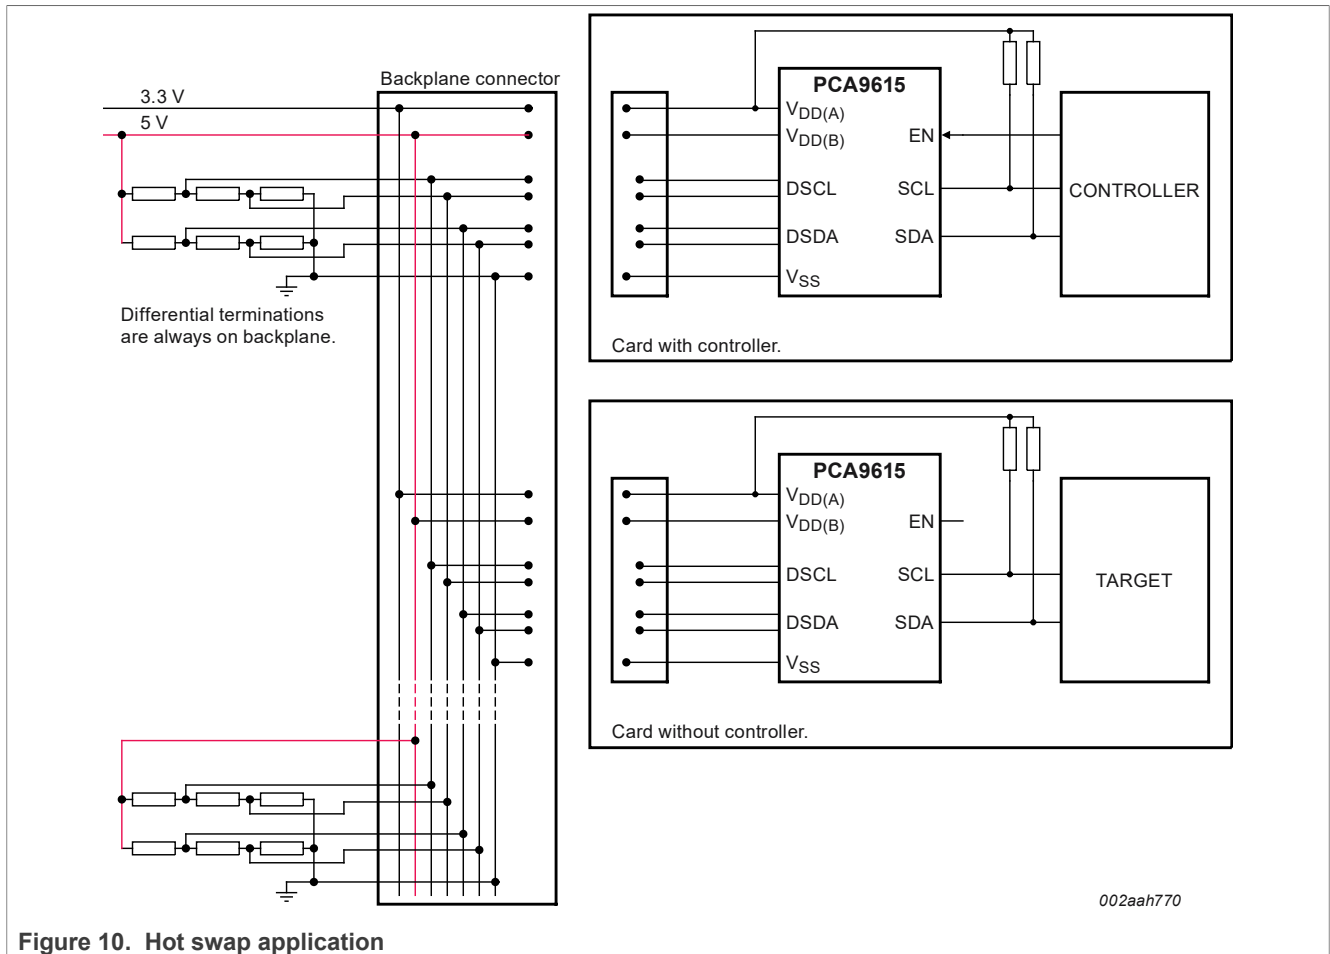 Backplane connector
3.3 V
5 V
Differential terminations
are always on backplane.
PCA9615
VDD(A)
VDD(B)
EN
DSCL
SCL
DSDA
SDA
VSS
CONTROLLER
Card with controller.
PCA9615
VDD(A)
VDD(B)
EN
DSCL
SCL
DSDA
SDA
VSS
TARGET
Card without controller.
002aah770
Figure 10. Hot swap application